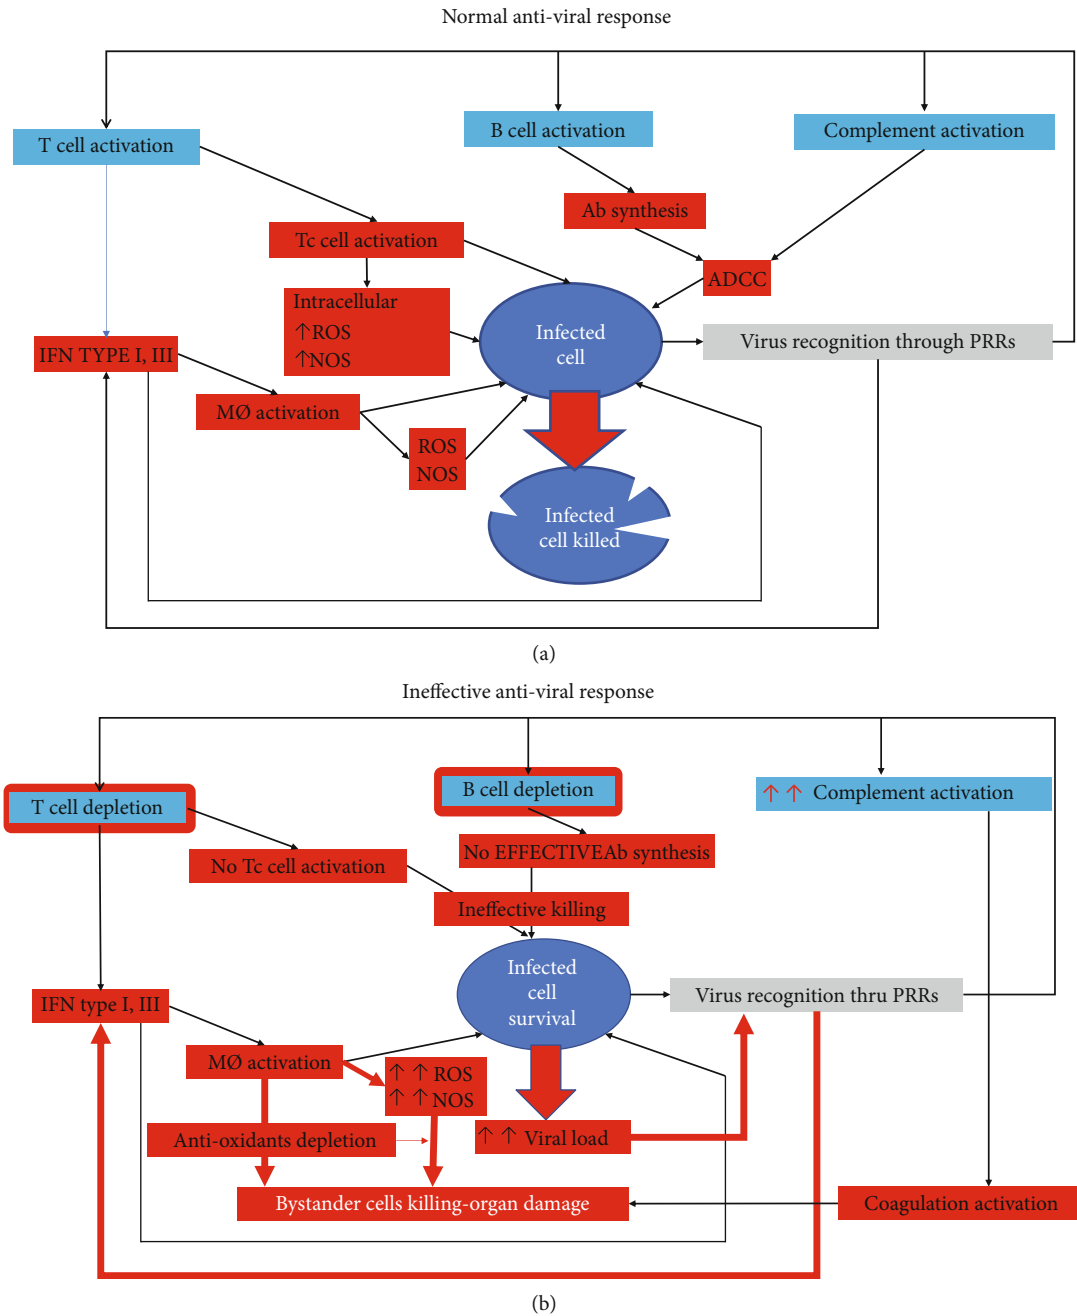 Normal anti-viral response
T cell activation
B cell activation
Complement activation
Ab synthesis
Tc cell activation
ADCC
Intracellular
↑ROS
↑NOS
Infected
cell
Virus recognition through PRRs
IFN TYPE I, III
MØ activation
ROS
NOS
Infected
cell killed
(a)
Ineffective anti-viral response
T cell depletion
B cell depletion
↑ ↑ Complement activation
No Tc cell activation
No EFFECTIVEAb synthesis
Ineffective killing
Infected
cell
survival
IFN type I, III
Virus recognition thru PRRs
MØ activation
↑ ↑ ROS
↑ ↑ NOS
Anti-oxidants depletion
↑ ↑ Viral load
Bystander cells killing-organ damage
Coagulation activation
(b)